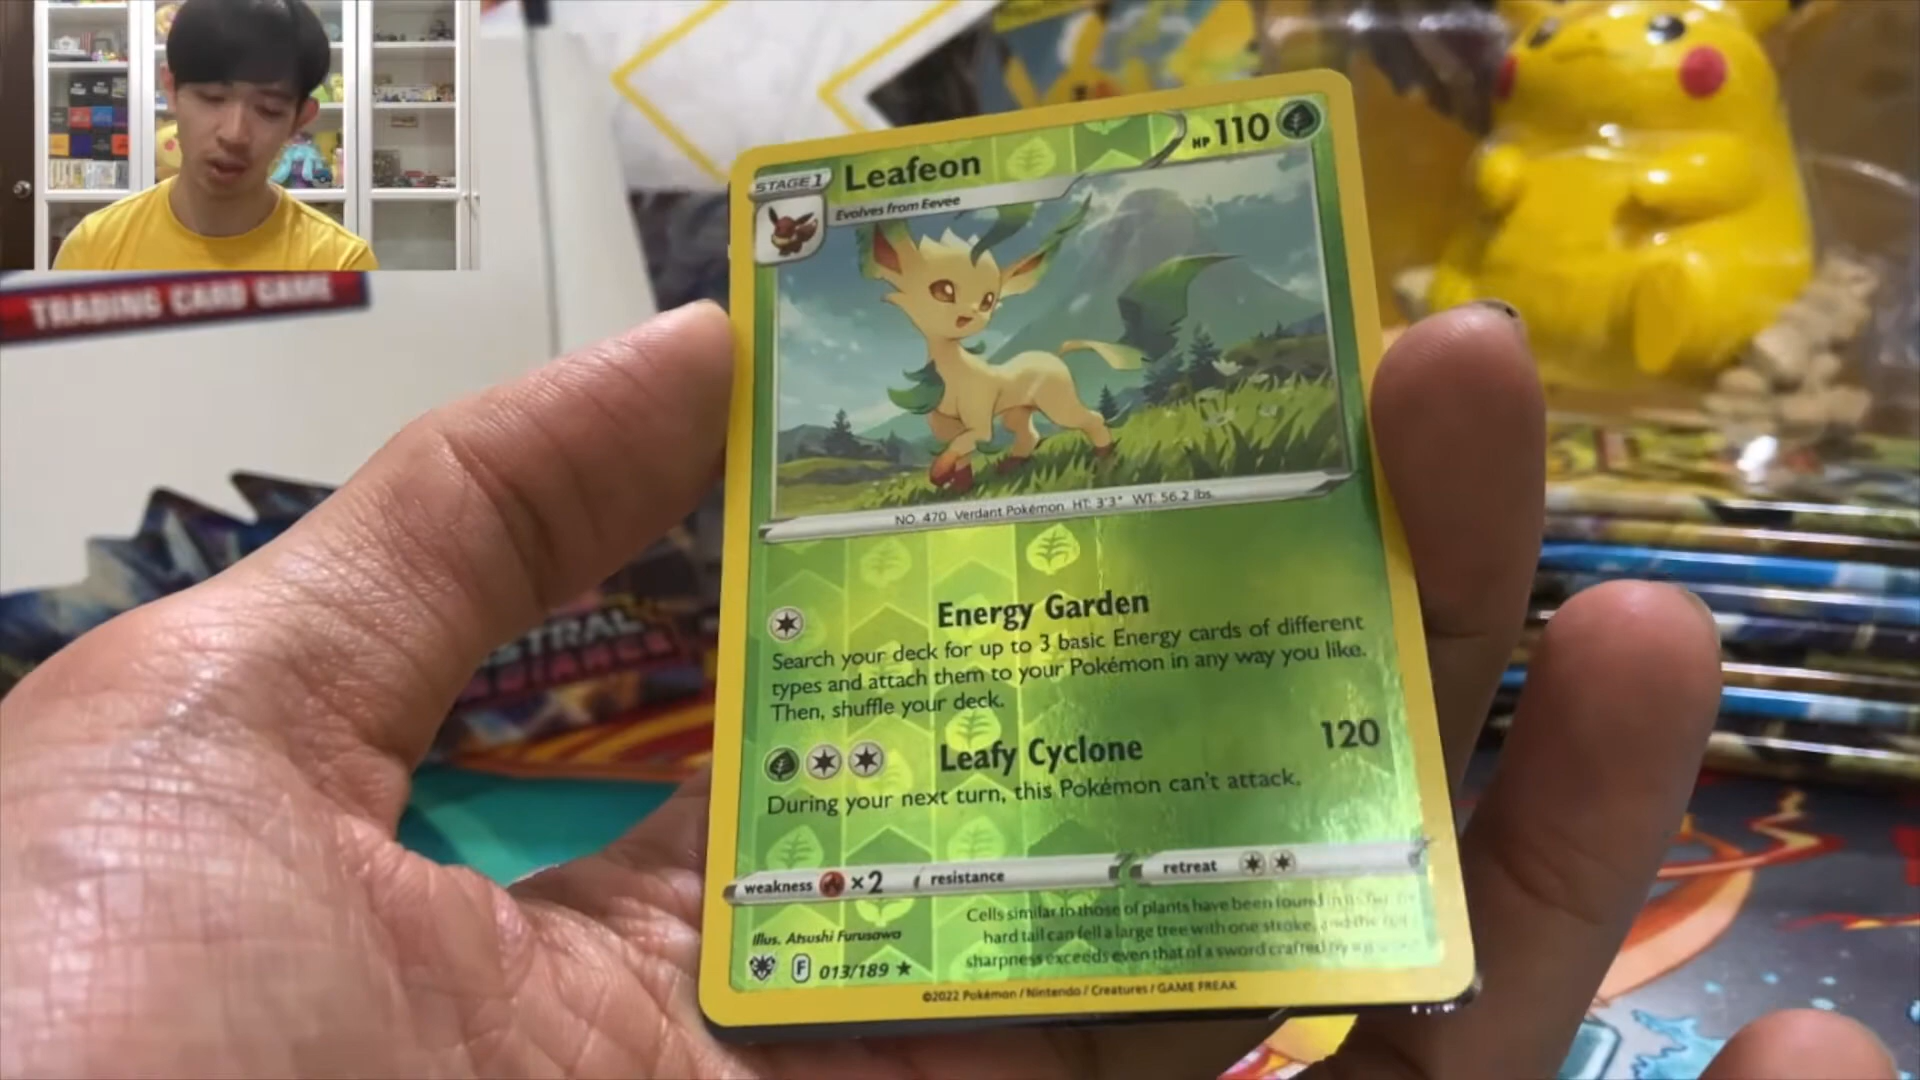 TRADING CARD GAME
STAGE 1
Leafeon
HP 110
Evolves from Eevee
NO. 470 Verdant Pokémon HT: 3'3" WT: 56.2 lbs.
Energy Garden
Search your deck for up to 3 basic Energy cards of different
types and attach them to your Pokémon in any way you like.
Then, shuffle your deck.
Leafy Cyclone 120
During your next turn, this Pokémon can't attack.
weakness ×2 resistance retreat
Cells similar to those of plants have been found in its
hard tail can fell a large tree with one stroke, and the
sharpness exceeds even that of a sword crafted by
Illus. Atsushi Furusawa
F 013/189 ★
©2022 Pokémon / Nintendo / Creatures / GAME FREAK